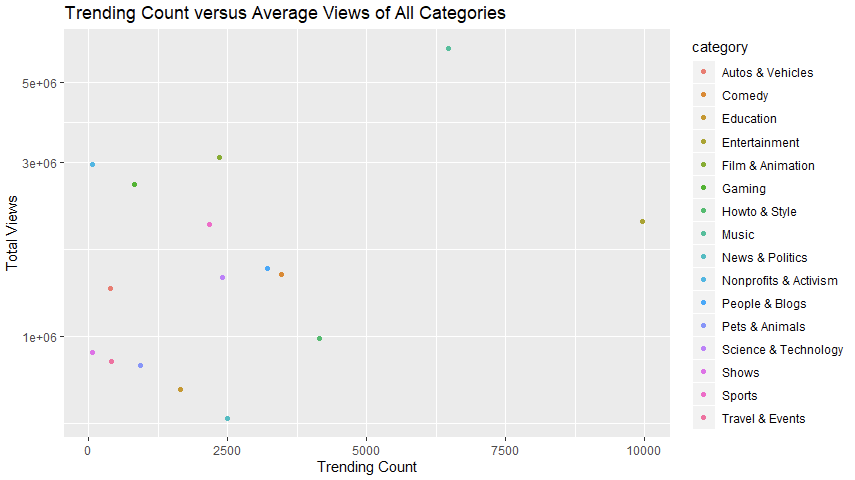 Trending Count versus Average Views of All Categories
5e+06
3e+06
1e+06
Total Views
0
2500
5000
7500
10000
Trending Count
category
Autos & Vehicles
Comedy
Education
Entertainment
Film & Animation
Gaming
Howto & Style
Music
News & Politics
Nonprofits & Activism
People & Blogs
Pets & Animals
Science & Technology
Shows
Sports
Travel & Events